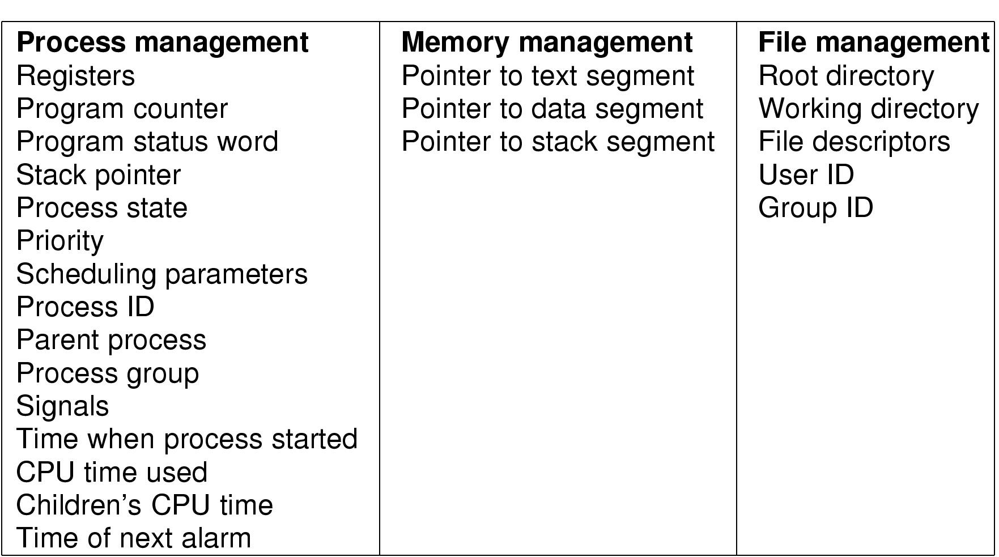 Process management
Registers
Program counter
Program status word
Stack pointer
Process state
Priority
Scheduling parameters
Process ID
Parent process
Process group
Signals
Time when process started
CPU time used
Children’s CPU time
Time of next alarm
Memory management
Pointer to text segment
Pointer to data segment
Pointer to stack segment
File management
Root directory
Working directory
File descriptors
User ID
Group ID